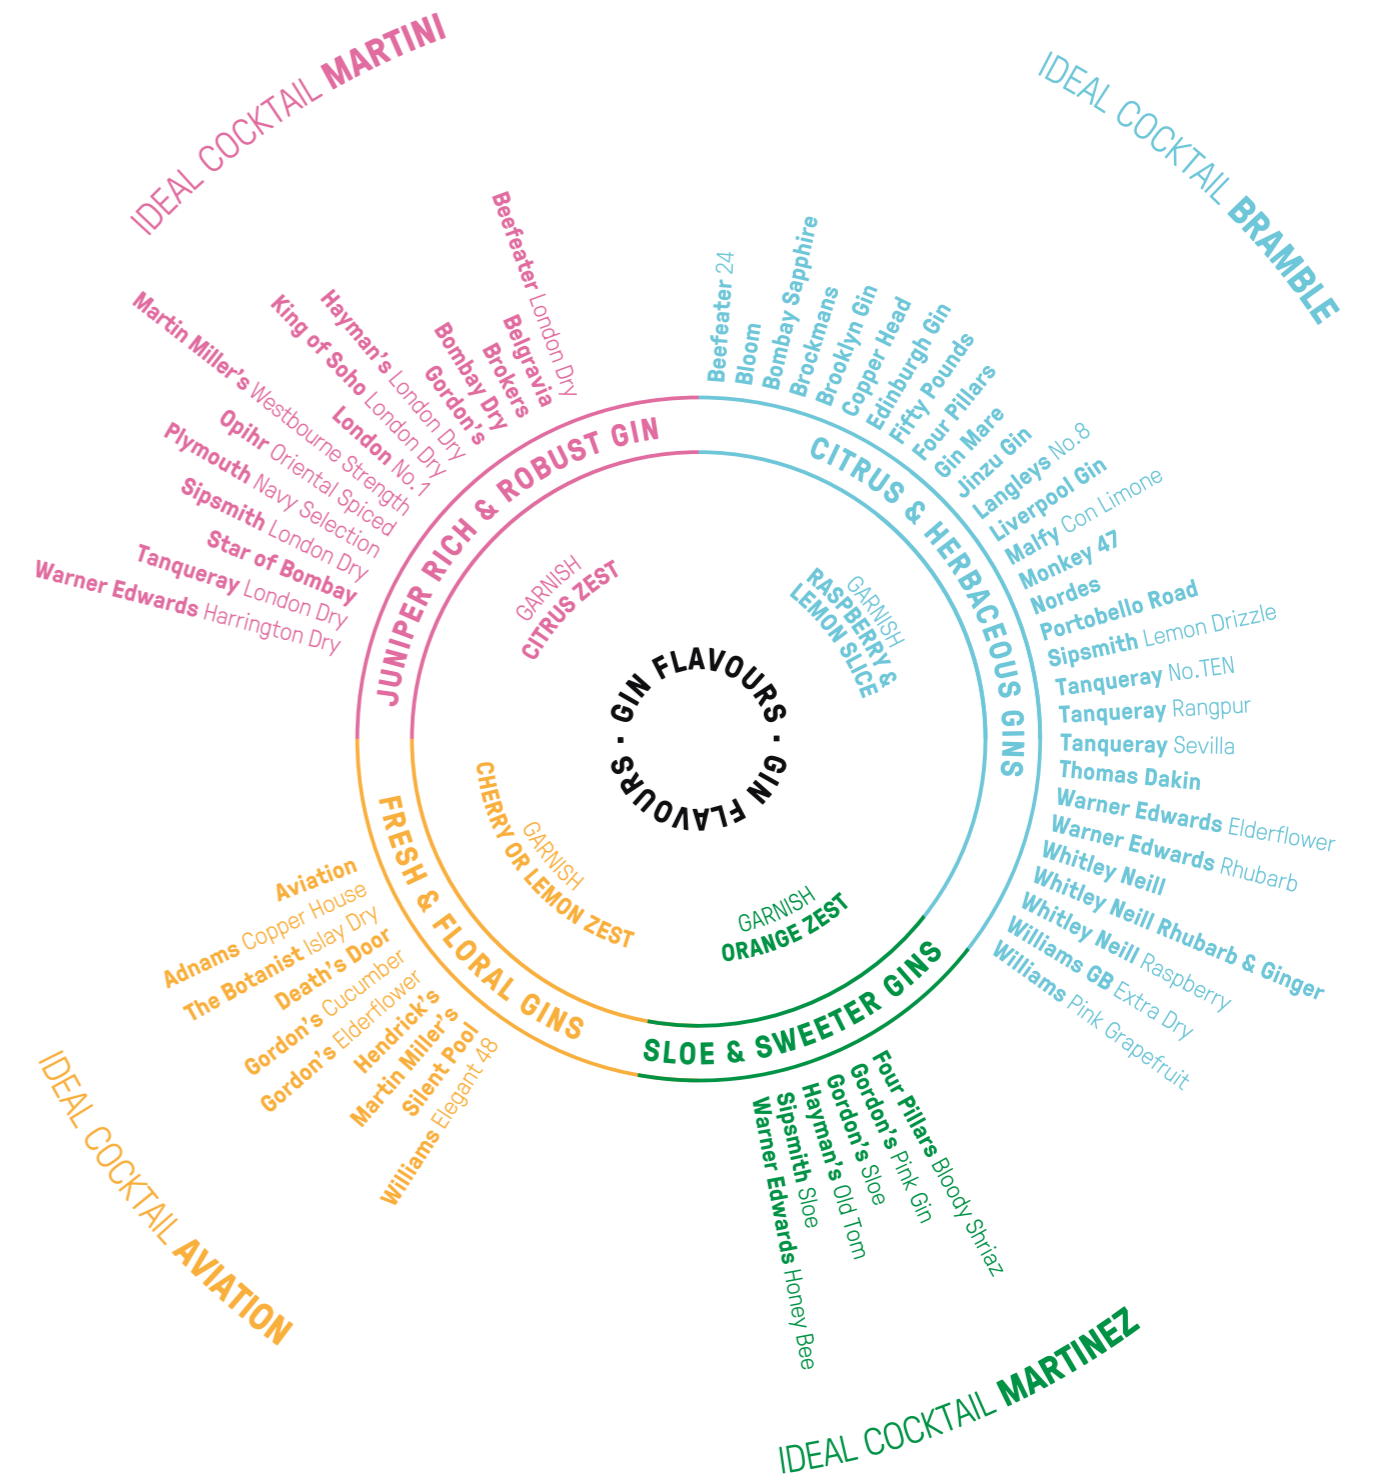 IDEAL COCKTAIL MARTINI
IDEAL COCKTAIL BRAMBLE
IDEAL COCKTAIL MARTINEZ
IDEAL COCKTAIL AVIATION
GIN FLAVOURS · GIN FLAVOURS ·
JUNIPER RICH & ROBUST GIN
GARNISH
CITRUS ZEST
Warner Edwards Harrington Dry
Tanqueray London Dry
Star of Bombay
Sipsmith London Dry
Plymouth Navy Selection
Opihr Oriental Spiced
Martin Miller's Westbourne Strength
London No.1
King of Soho London Dry
Hayman's London Dry
Gordon's
Bombay Dry
Brokers
Belgravia
Beefeater London Dry
CITRUS & HERBACEOUS GINS
GARNISH
RASPBERRY &
LEMON SLICE
Beefeater 24
Bloom
Bombay Sapphire
Brockmans
Brooklyn Gin
Copper Head
Edinburgh Gin
Fifty Pounds
Four Pillars
Gin Mare
Jinzu Gin
Langleys No.8
Liverpool Gin
Malfy Con Limone
Monkey 47
Nordes
Portobello Road
Sipsmith Lemon Drizzle
Tanqueray No.TEN
Tanqueray Rangpur
Tanqueray Sevilla
Thomas Dakin
Warner Edwards Elderflower
Warner Edwards Rhubarb
Whitley Neill
Whitley Neill Rhubarb & Ginger
Whitley Neill Raspberry
Williams GB Extra Dry
Williams Pink Grapefruit
SLOE & SWEETER GINS
GARNISH
ORANGE ZEST
Four Pillars Bloody Shriaz
Gordon's Pink Gin
Gordon's Sloe
Hayman's Old Tom
Sipsmith Sloe
Warner Edwards Honey Bee
FRESH & FLORAL GINS
GARNISH
CHERRY OR LEMON ZEST
Aviation
Adnams Copper House
The Botanist Islay Dry
Death's Door
Gordon's Cucumber
Gordon's Elderflower
Hendrick's
Martin Miller's
Silent Pool
Williams Elegant 48